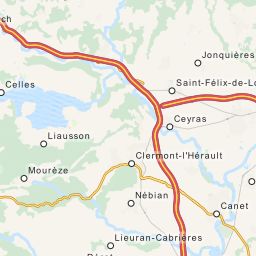 Jonquières
Celles
Saint-Félix-de-Lo
Ceyras
Liausson
Clermont-l'Hérault
Mourèze
Nébian
Canet
Lieuran-Cabrières